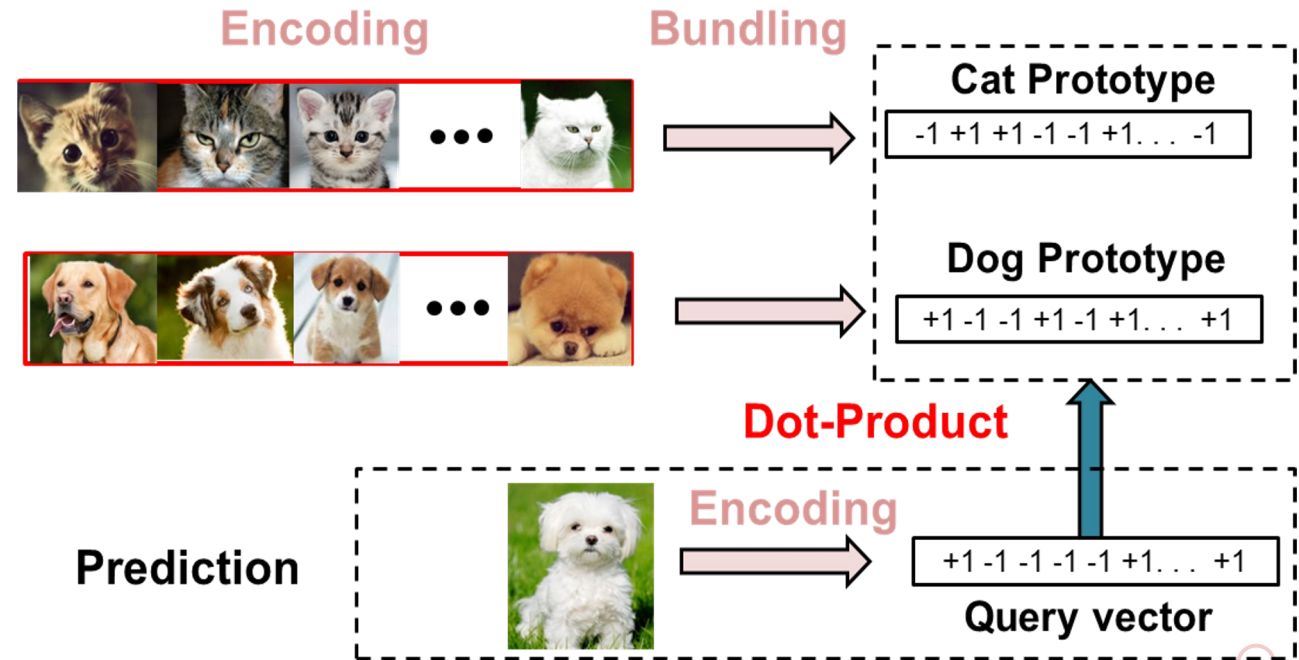 Encoding
Bundling
Cat Prototype
-1 +1 +1 -1 -1 +1. . . -1
Dog Prototype
+1 -1 -1 +1 -1 +1. . . +1
Dot-Product
Encoding
Prediction
+1 -1 -1 -1 -1 +1. . . +1
Query vector